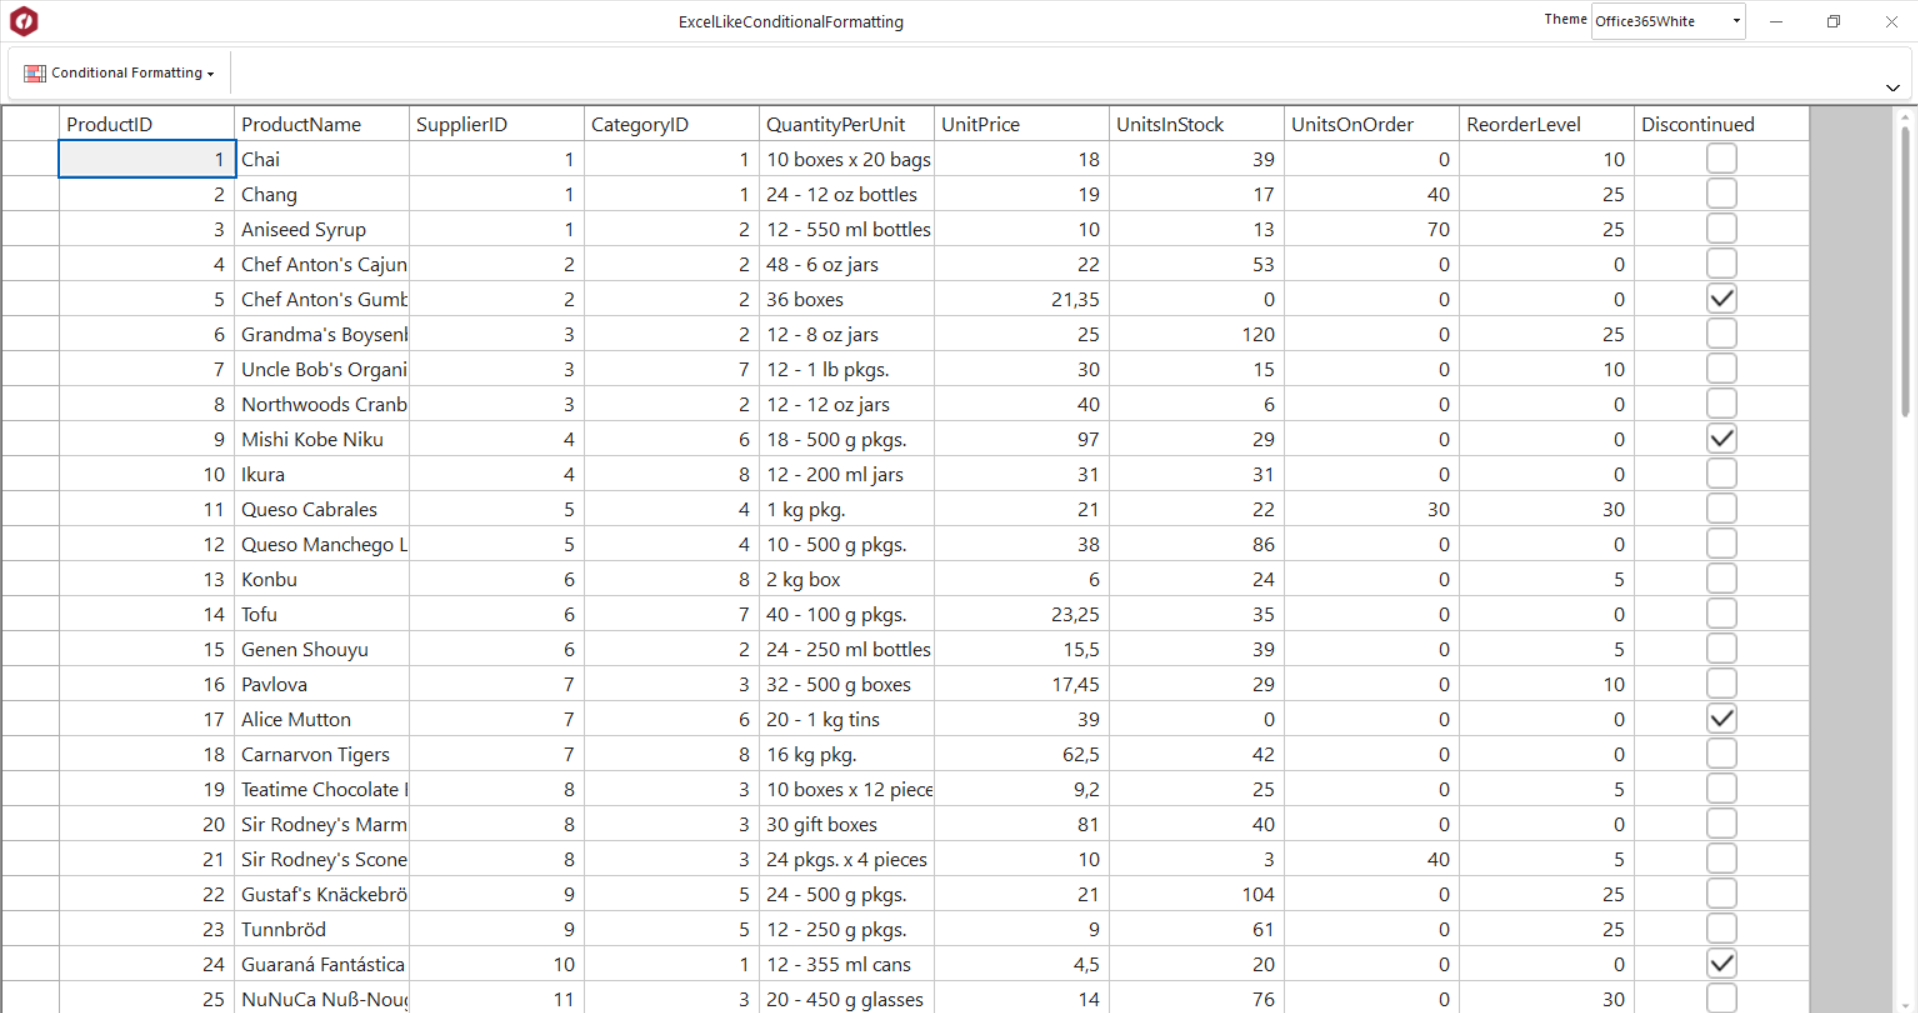 ExcelLikeConditionalFormatting Theme Office365White
Conditional Formatting
ProductID ProductName SupplierID CategoryID QuantityPerUnit UnitPrice UnitsInStock UnitsOnOrder ReorderLevel Discontinued
1 Chai 1 1 10 boxes x 20 bags 18 39 0 10
2 Chang 1 1 24 - 12 oz bottles 19 17 40 25
3 Aniseed Syrup 1 2 12 - 550 ml bottles 10 13 70 25
4 Chef Anton's Cajun 2 2 48 - 6 oz jars 22 53 0 0
5 Chef Anton's Gumb 2 2 36 boxes 21,35 0 0 0
6 Grandma's Boysenb 3 2 12 - 8 oz jars 25 120 0 25
7 Uncle Bob's Organi 3 7 12 - 1 lb pkgs. 30 15 0 10
8 Northwoods Cranb 3 2 12 - 12 oz jars 40 6 0 0
9 Mishi Kobe Niku 4 6 18 - 500 g pkgs. 97 29 0 0
10 Ikura 4 8 12 - 200 ml jars 31 31 0 0
11 Queso Cabrales 5 4 1 kg pkg. 21 22 30 30
12 Queso Manchego L 5 4 10 - 500 g pkgs. 38 86 0 0
13 Konbu 6 8 2 kg box 6 24 0 5
14 Tofu 6 7 40 - 100 g pkgs. 23,25 35 0 0
15 Genen Shouyu 6 2 24 - 250 ml bottles 15,5 39 0 5
16 Pavlova 7 3 32 - 500 g boxes 17,45 29 0 10
17 Alice Mutton 7 6 20 - 1 kg tins 39 0 0 0
18 Carnarvon Tigers 7 8 16 kg pkg. 62,5 42 0 0
19 Teatime Chocolate 8 3 10 boxes x 12 piece 9,2 25 0 5
20 Sir Rodney's Marm 8 3 30 gift boxes 81 40 0 0
21 Sir Rodney's Scone 8 3 24 pkgs. x 4 pieces 10 3 40 5
22 Gustaf's Knäckebrö 9 5 24 - 500 g pkgs. 21 104 0 25
23 Tunnbröd 9 5 12 - 250 g pkgs. 9 61 0 25
24 Guaraná Fantástica 10 1 12 - 355 ml cans 4,5 20 0 0
25 NuNuCa Nuß-Noug 11 3 20 - 450 g glasses 14 76 0 30